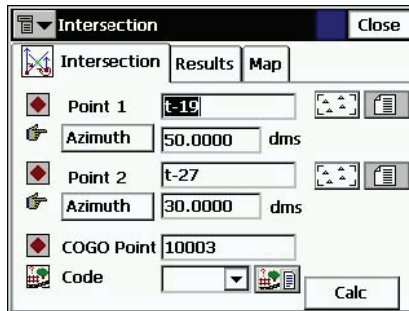 Intersection Close
Intersection Results Map
Point 1 t-19
Azimuth 50.0000 dms
Point 2 t-27
Azimuth 30.0000 dms
COGO Point 10003
Code
Calc